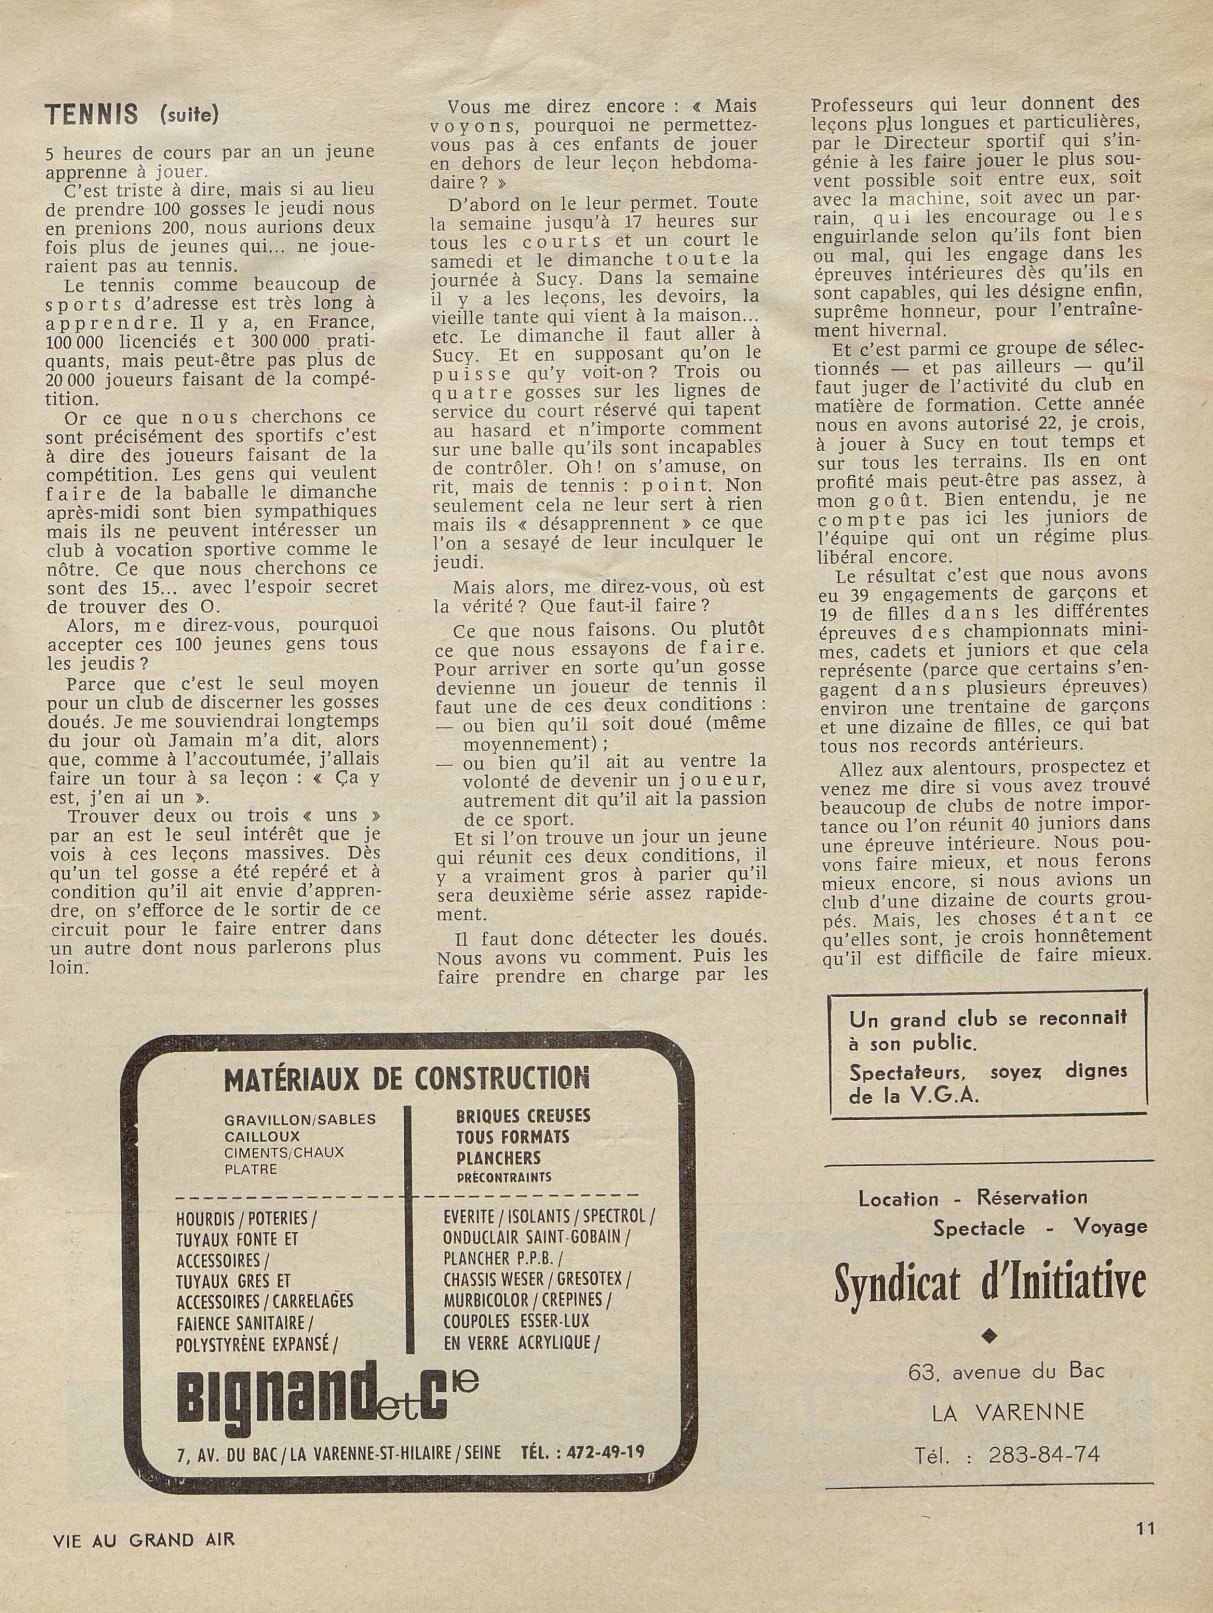 TENNIS (suite)
5 heures de cours par an un jeune
apprenne à jouer.
C'est triste à dire, mais si au lieu
de prendre 100 gosses le jeudi nous
en prenions 200, nous aurions deux
fois plus de jeunes qui... ne joue-
raient pas au tennis.
Le tennis comme beaucoup de
sports d'adresse est très long à
apprendre. Il y a, en France,
100 000 licenciés et 300 000 prati-
quants, mais peut-être pas plus de
20 000 joueurs faisant de la compé-
tition.
Or ce que nous cherchons ce
sont précisément des sportifs c'est
à dire des joueurs faisant de la
compétition. Les gens qui veulent
faire de la baballe le dimanche
après-midi sont bien sympathiques
mais ils ne peuvent intéresser un
club à vocation sportive comme le
nôtre. Ce que nous cherchons ce
sont des 15... avec l'espoir secret
de trouver des O.
Alors, me direz-vous, pourquoi
accepter ces 100 jeunes gens tous
les jeudis ?
Parce que c'est le seul moyen
pour un club de discerner les gosses
doués. Je me souviendrai longtemps
du jour où Jamain m'a dit, alors
que, comme à l'accoutumée, j'allais
faire un tour à sa leçon : « Ça y
est, j'en ai un ».
Trouver deux ou trois « uns »
par an est le seul intérêt que je
vois à ces leçons massives. Dès
qu'un tel gosse a été repéré et à
condition qu'il ait envie d'appren-
dre, on s'efforce de le sortir de ce
circuit pour le faire entrer dans
un autre dont nous parlerons plus
loin.
Vous me direz encore : « Mais
voyons, pourquoi ne permettez-
vous pas à ces enfants de jouer
en dehors de leur leçon hebdoma-
daire ? »
D'abord on le leur permet. Toute
la semaine jusqu'à 17 heures sur
tous les courts et un court le
samedi et le dimanche toute la
journée à Sucy. Dans la semaine
il y a les leçons, les devoirs, la
vieille tante qui vient à la maison...
etc. Le dimanche il faut aller à
Sucy. Et en supposant qu'on le
puisse qu'y voit-on ? Trois ou
quatre gosses sur les lignes de
service du court réservé qui tapent
au hasard et n'importe comment
sur une balle qu'ils sont incapables
de contrôler. Oh ! on s'amuse, on
rit, mais de tennis : point. Non
seulement cela ne leur sert à rien
mais ils « désapprennent » ce que
l'on a sesayé de leur inculquer le
jeudi.
Mais alors, me direz-vous, où est
la vérité ? Que faut-il faire ?
Ce que nous faisons. Ou plutôt
ce que nous essayons de faire.
Pour arriver en sorte qu'un gosse
devienne un joueur de tennis il
faut une de ces deux conditions :
— ou bien qu'il soit doué (même
moyennement) ;
— ou bien qu'il ait au ventre la
volonté de devenir un joueur,
autrement dit qu'il ait la passion
de ce sport.
Et si l'on trouve un jour un jeune
qui réunit ces deux conditions, il
y a vraiment gros à parier qu'il
sera deuxième série assez rapide-
ment.
Il faut donc détecter les doués.
Nous avons vu comment. Puis les
faire prendre en charge par les
Professeurs qui leur donnent des
leçons plus longues et particulières,
par le Directeur sportif qui s'in-
génie à les faire jouer le plus sou-
vent possible soit entre eux, soit
avec la machine, soit avec un par-
rain, qui les encourage ou les
enguirlande selon qu'ils font bien
ou mal, qui les engage dans les
épreuves intérieures dès qu'ils en
sont capables, qui les désigne enfin,
suprême honneur, pour l'entraîne-
ment hivernal.
Et c'est parmi ce groupe de sélec-
tionnés — et pas ailleurs — qu'il
faut juger de l'activité du club en
matière de formation. Cette année
nous en avons autorisé 22, je crois,
à jouer à Sucy en tout temps et
sur tous les terrains. Ils en ont
profité mais peut-être pas assez, à
mon goût. Bien entendu, je ne
compte pas ici les juniors de
l'équipe qui ont un régime plus
libéral encore.
Le résultat c'est que nous avons
eu 39 engagements de garçons et
19 de filles dans les différentes
épreuves des championnats mini-
mes, cadets et juniors et que cela
représente (parce que certains s'en-
gagent dans plusieurs épreuves)
environ une trentaine de garçons
et une dizaine de filles, ce qui bat
tous nos records antérieurs.
Allez aux alentours, prospectez et
venez me dire si vous avez trouvé
beaucoup de clubs de notre impor-
tance ou l'on réunit 40 juniors dans
une épreuve intérieure. Nous pou-
vons faire mieux, et nous ferons
mieux encore, si nous avions un
club d'une dizaine de courts grou-
pés. Mais, les choses étant ce
qu'elles sont, je crois honnêtement
qu'il est difficile de faire mieux.
Un grand club se reconnait
à son public.
Spectateurs, soyez dignes
de la V.G.A.
MATÉRIAUX DE CONSTRUCTION
GRAVILLON/SABLES
CAILLOUX
CIMENTS/CHAUX
PLATRE
BRIQUES CREUSES
TOUS FORMATS
PLANCHERS
PRÉCONTRAINTS
HOURDIS / POTERIES /
TUYAUX FONTE ET
ACCESSOIRES /
TUYAUX GRES ET
ACCESSOIRES / CARRELAGES
FAIENCE SANITAIRE /
POLYSTYRÈNE EXPANSÉ /
EVERITE / ISOLANTS / SPECTROL /
ONDUCLAIR SAINT-GOBAIN /
PLANCHER P.P.B. /
CHASSIS WESER / GRESOTEX /
MURBICOLOR / CREPINES /
COUPOLES ESSER-LUX
EN VERRE ACRYLIQUE /
Bignand et Cie
7, AV. DU BAC / LA VARENNE-ST-HILAIRE / SEINE TÉL. : 472-49-19
Location - Réservation
Spectacle - Voyage
Syndicat d'Initiative
63, avenue du Bac
LA VARENNE
Tél. : 283-84-74
VIE AU GRAND AIR
11